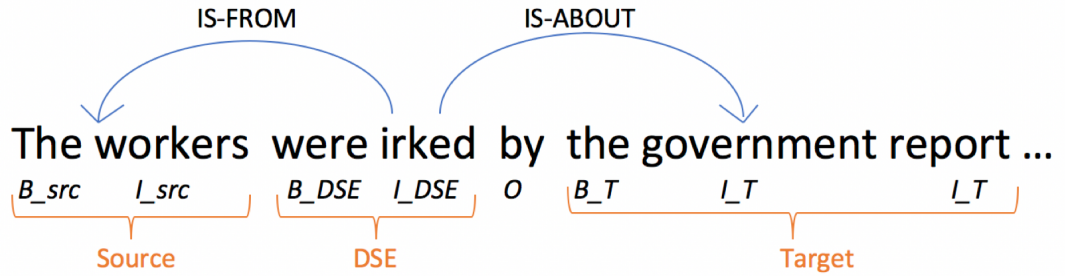 IS-FROM IS-ABOUT
The workers were irked by the government report ...
B_src I_src B_DSE I_DSE O B_T I_T I_T
Source DSE Target